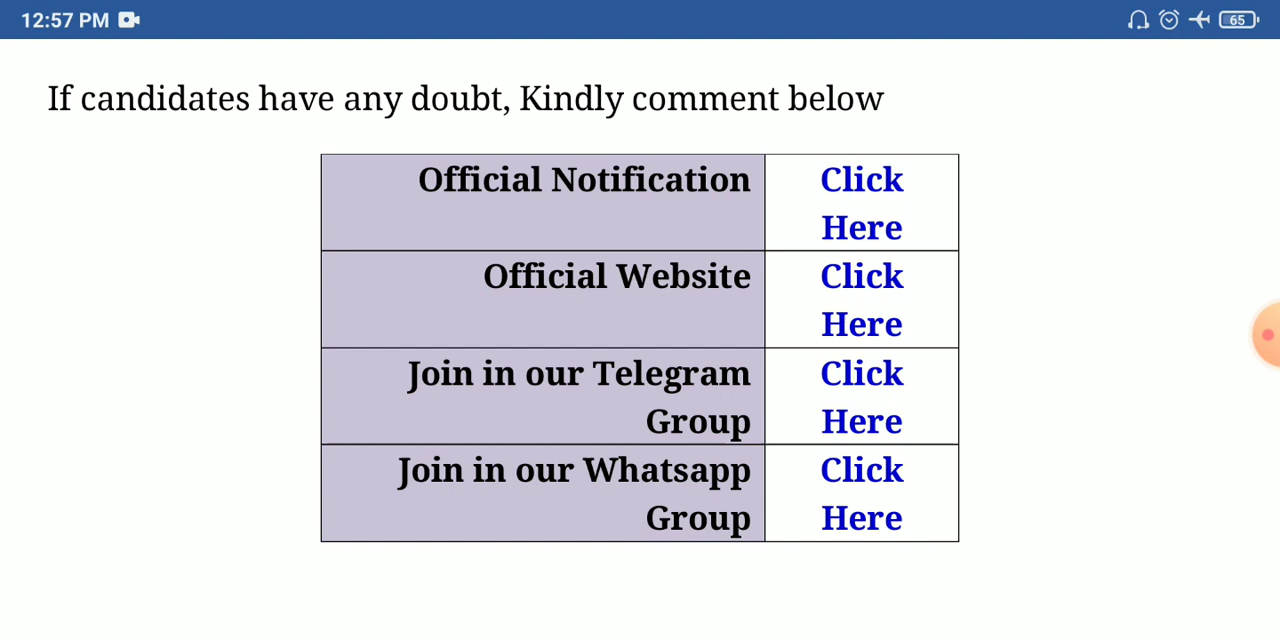 12:57 PM
65
If candidates have any doubt, Kindly comment below
Official Notification
Click
Here
Official Website
Click
Here
Join in our Telegram
Group
Click
Here
Join in our Whatsapp
Group
Click
Here